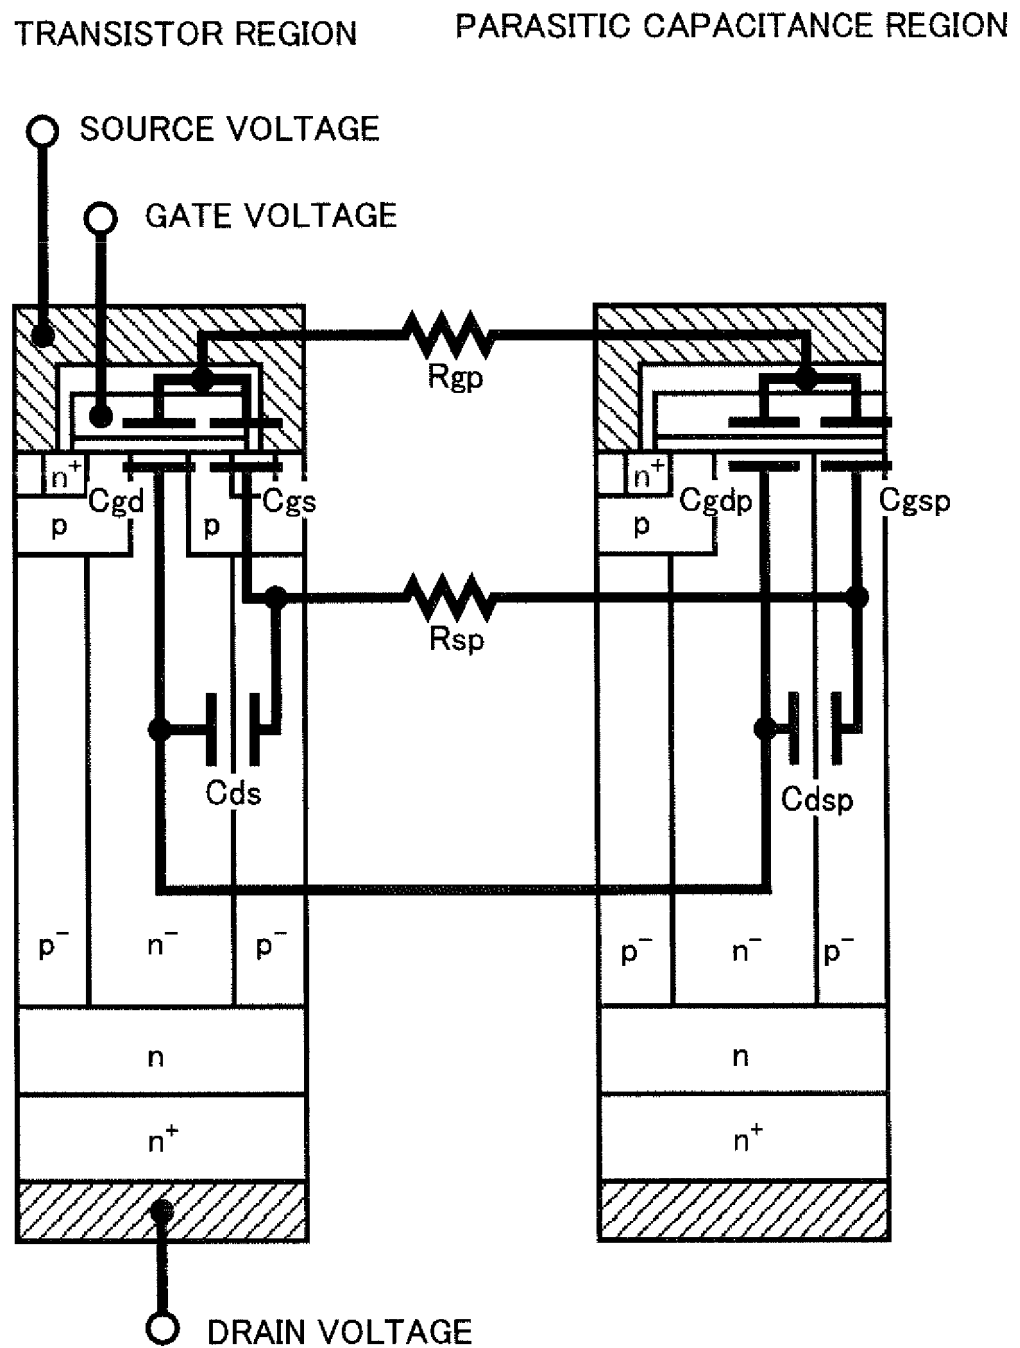 TRANSISTOR REGION
PARASITIC CAPACITANCE REGION
SOURCE VOLTAGE
GATE VOLTAGE
Rgp
n+
Cgd
Cgs
n+
Cgdp
Cgsp
p
p
p
Rsp
Cds
Cdsp
p−
n−
p−
p−
n−
p−
n
n
n+
n+
DRAIN VOLTAGE